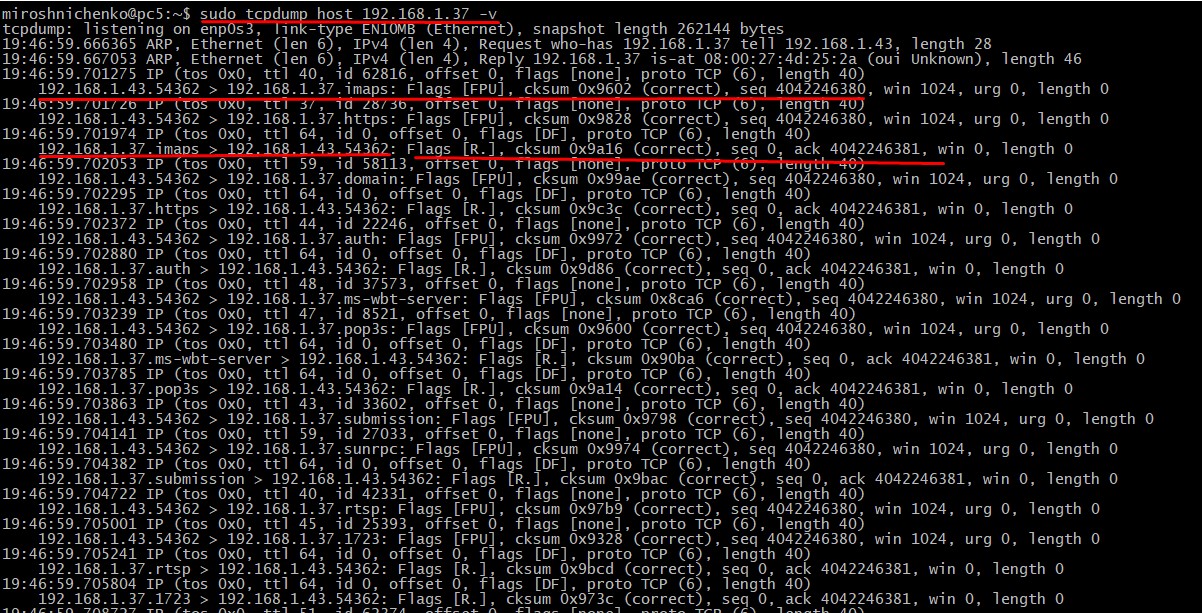 miroshnichenko@pc5:~$ sudo tcpdump host 192.168.1.37 -v
tcpdump: listening on enp0s3, link-type EN10MB (Ethernet), snapshot length 262144 bytes
19:46:59.666365 ARP, Ethernet (len 6), IPv4 (len 4), Request who-has 192.168.1.37 tell 192.168.1.43, length 28
19:46:59.667053 ARP, Ethernet (len 6), IPv4 (len 4), Reply 192.168.1.37 is-at 08:00:27:4d:25:2a (oui Unknown), length 46
19:46:59.701275 IP (tos 0x0, ttl 40, id 62816, offset 0, flags [none], proto TCP (6), length 40)
192.168.1.43.54362 > 192.168.1.37.imaps: Flags [FPU], cksum 0x9602 (correct), seq 4042246380, win 1024, urg 0, length 0
19:46:59.701726 IP (tos 0x0, ttl 37, id 28736, offset 0, flags [none], proto TCP (6), length 40)
192.168.1.43.54362 > 192.168.1.37.https: Flags [FPU], cksum 0x9828 (correct), seq 4042246380, win 1024, urg 0, length 0
19:46:59.701974 IP (tos 0x0, ttl 64, id 0, offset 0, flags [DF], proto TCP (6), length 40)
192.168.1.37.imaps > 192.168.1.43.54362: Flags [R.], cksum 0x9a16 (correct), seq 0, ack 4042246381, win 0, length 0
19:46:59.702053 IP (tos 0x0, ttl 59, id 58113, offset 0, flags [none], proto TCP (6), length 40)
192.168.1.43.54362 > 192.168.1.37.domain: Flags [FPU], cksum 0x99ae (correct), seq 4042246380, win 1024, urg 0, length 0
19:46:59.702295 IP (tos 0x0, ttl 64, id 0, offset 0, flags [DF], proto TCP (6), length 40)
192.168.1.37.https > 192.168.1.43.54362: Flags [R.], cksum 0x9c3c (correct), seq 0, ack 4042246381, win 0, length 0
19:46:59.702372 IP (tos 0x0, ttl 44, id 22246, offset 0, flags [none], proto TCP (6), length 40)
192.168.1.43.54362 > 192.168.1.37.auth: Flags [FPU], cksum 0x9972 (correct), seq 4042246380, win 1024, urg 0, length 0
19:46:59.702880 IP (tos 0x0, ttl 64, id 0, offset 0, flags [DF], proto TCP (6), length 40)
192.168.1.37.auth > 192.168.1.43.54362: Flags [R.], cksum 0x9d86 (correct), seq 0, ack 4042246381, win 0, length 0
19:46:59.702958 IP (tos 0x0, ttl 48, id 37573, offset 0, flags [none], proto TCP (6), length 40)
192.168.1.43.54362 > 192.168.1.37.ms-wbt-server: Flags [FPU], cksum 0x8ca6 (correct), seq 4042246380, win 1024, urg 0, length 0
19:46:59.703239 IP (tos 0x0, ttl 47, id 8521, offset 0, flags [none], proto TCP (6), length 40)
192.168.1.43.54362 > 192.168.1.37.pop3s: Flags [FPU], cksum 0x9600 (correct), seq 4042246380, win 1024, urg 0, length 0
19:46:59.703480 IP (tos 0x0, ttl 64, id 0, offset 0, flags [DF], proto TCP (6), length 40)
192.168.1.37.ms-wbt-server > 192.168.1.43.54362: Flags [R.], cksum 0x90ba (correct), seq 0, ack 4042246381, win 0, length 0
19:46:59.703785 IP (tos 0x0, ttl 64, id 0, offset 0, flags [DF], proto TCP (6), length 40)
192.168.1.37.pop3s > 192.168.1.43.54362: Flags [R.], cksum 0x9a14 (correct), seq 0, ack 4042246381, win 0, length 0
19:46:59.703863 IP (tos 0x0, ttl 43, id 33602, offset 0, flags [none], proto TCP (6), length 40)
192.168.1.43.54362 > 192.168.1.37.submission: Flags [FPU], cksum 0x9798 (correct), seq 4042246380, win 1024, urg 0, length 0
19:46:59.704141 IP (tos 0x0, ttl 59, id 27033, offset 0, flags [none], proto TCP (6), length 40)
192.168.1.43.54362 > 192.168.1.37.sunrpc: Flags [FPU], cksum 0x9974 (correct), seq 4042246380, win 1024, urg 0, length 0
19:46:59.704382 IP (tos 0x0, ttl 64, id 0, offset 0, flags [DF], proto TCP (6), length 40)
192.168.1.37.submission > 192.168.1.43.54362: Flags [R.], cksum 0x9bac (correct), seq 0, ack 4042246381, win 0, length 0
19:46:59.704722 IP (tos 0x0, ttl 40, id 42331, offset 0, flags [none], proto TCP (6), length 40)
192.168.1.43.54362 > 192.168.1.37.rtsp: Flags [FPU], cksum 0x97b9 (correct), seq 4042246380, win 1024, urg 0, length 0
19:46:59.705001 IP (tos 0x0, ttl 45, id 25393, offset 0, flags [none], proto TCP (6), length 40)
192.168.1.43.54362 > 192.168.1.37.1723: Flags [FPU], cksum 0x9328 (correct), seq 4042246380, win 1024, urg 0, length 0
19:46:59.705241 IP (tos 0x0, ttl 64, id 0, offset 0, flags [DF], proto TCP (6), length 40)
192.168.1.37.rtsp > 192.168.1.43.54362: Flags [R.], cksum 0x9bcd (correct), seq 0, ack 4042246381, win 0, length 0
19:46:59.705804 IP (tos 0x0, ttl 64, id 0, offset 0, flags [DF], proto TCP (6), length 40)
192.168.1.37.1723 > 192.168.1.43.54362: Flags [R.], cksum 0x973c (correct), seq 0, ack 4042246381, win 0, length 0